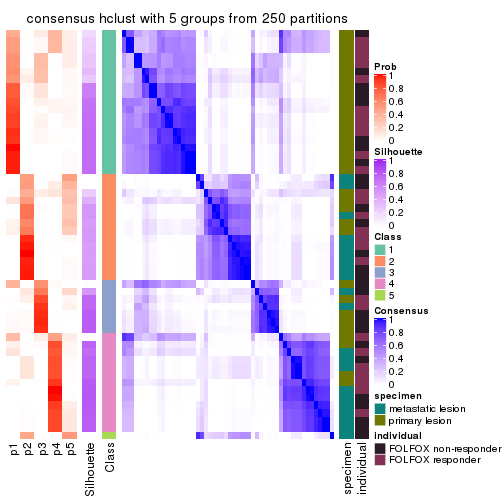 consensus hclust with 5 groups from 250 partitions
Prob
1
0.8
0.6
0.4
0.2
0
Silhouette
1
0.8
0.6
0.4
0.2
0
Class
1
2
3
4
5
Consensus
1
0.8
0.6
0.4
0.2
0
specimen
metastatic lesion
primary lesion
individual
FOLFOX non-responder
FOLFOX responder
p1
p2
p3
p4
p5
Silhouette
Class
specimen
individual